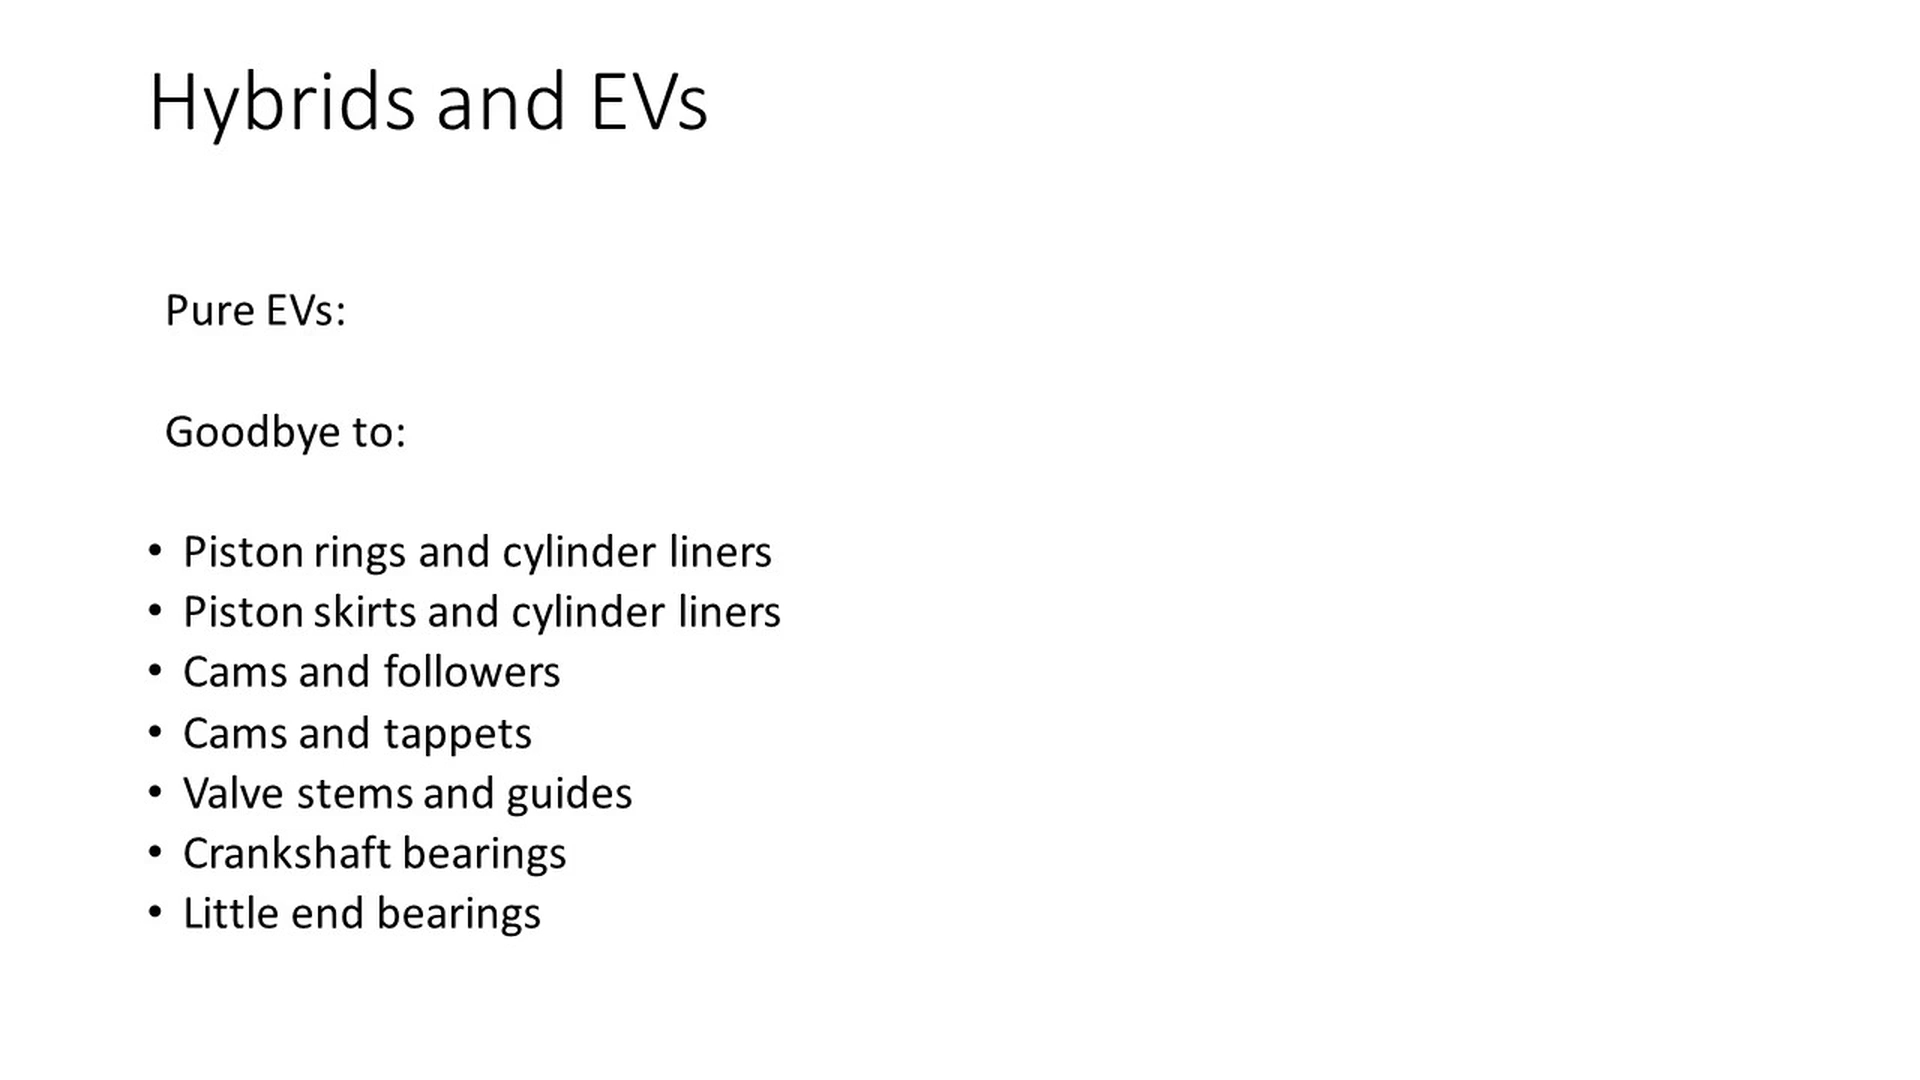 Hybrids and EVs
Pure EVs:
Goodbye to:
• Piston rings and cylinder liners
• Piston skirts and cylinder liners
• Cams and followers
• Cams and tappets
• Valve stems and guides
• Crankshaft bearings
• Little end bearings